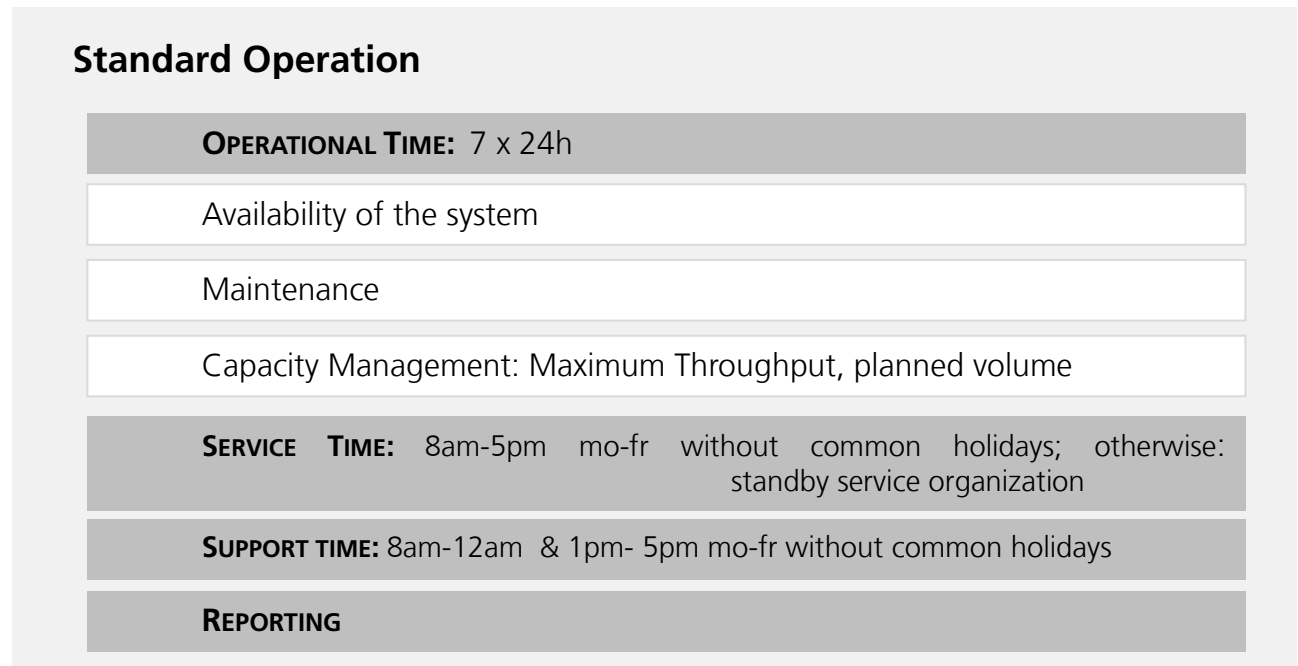 Standard Operation
OPERATIONAL TIME: 7 x 24h
Availability of the system
Maintenance
Capacity Management: Maximum Throughput, planned volume
SERVICE TIME: 8am-5pm mo-fr without common holidays; otherwise:
standby service organization
SUPPORT TIME: 8am-12am & 1pm- 5pm mo-fr without common holidays
REPORTING